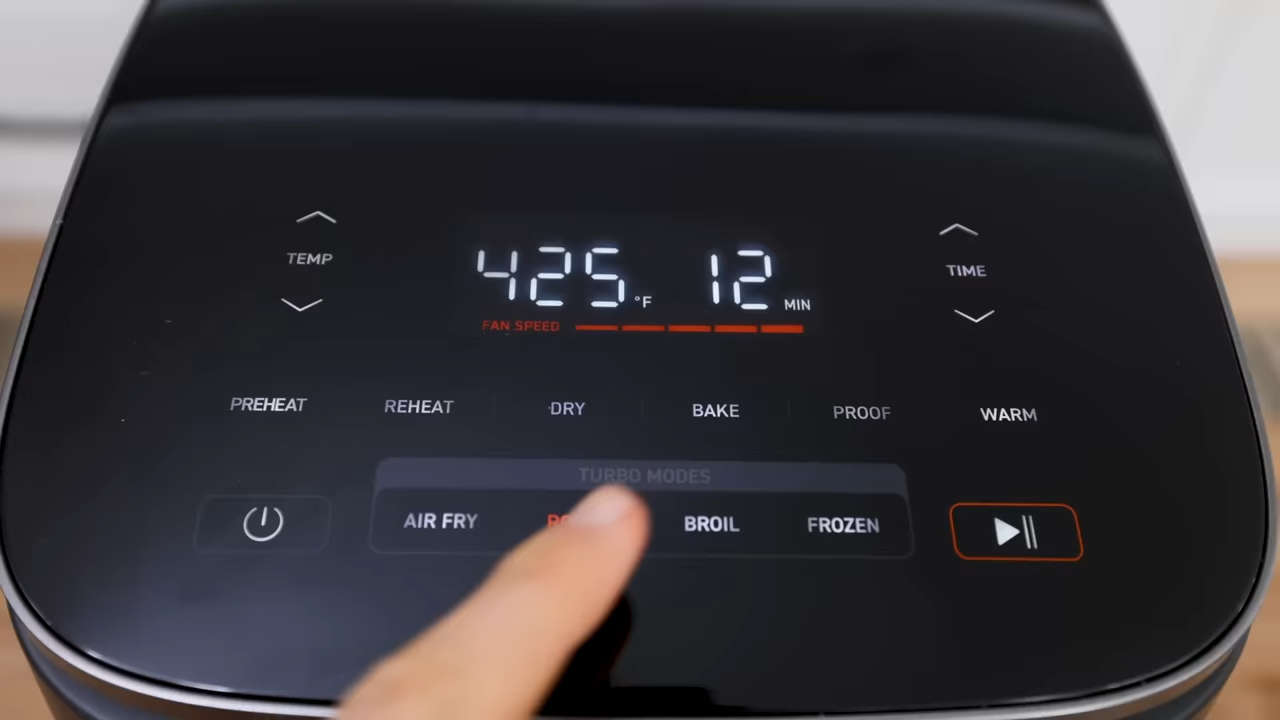 TEMP
425 °F 12 MIN
TIME
FAN SPEED
PREHEAT REHEAT DRY BAKE PROOF WARM
TURBO MODES
AIR FRY BROIL FROZEN